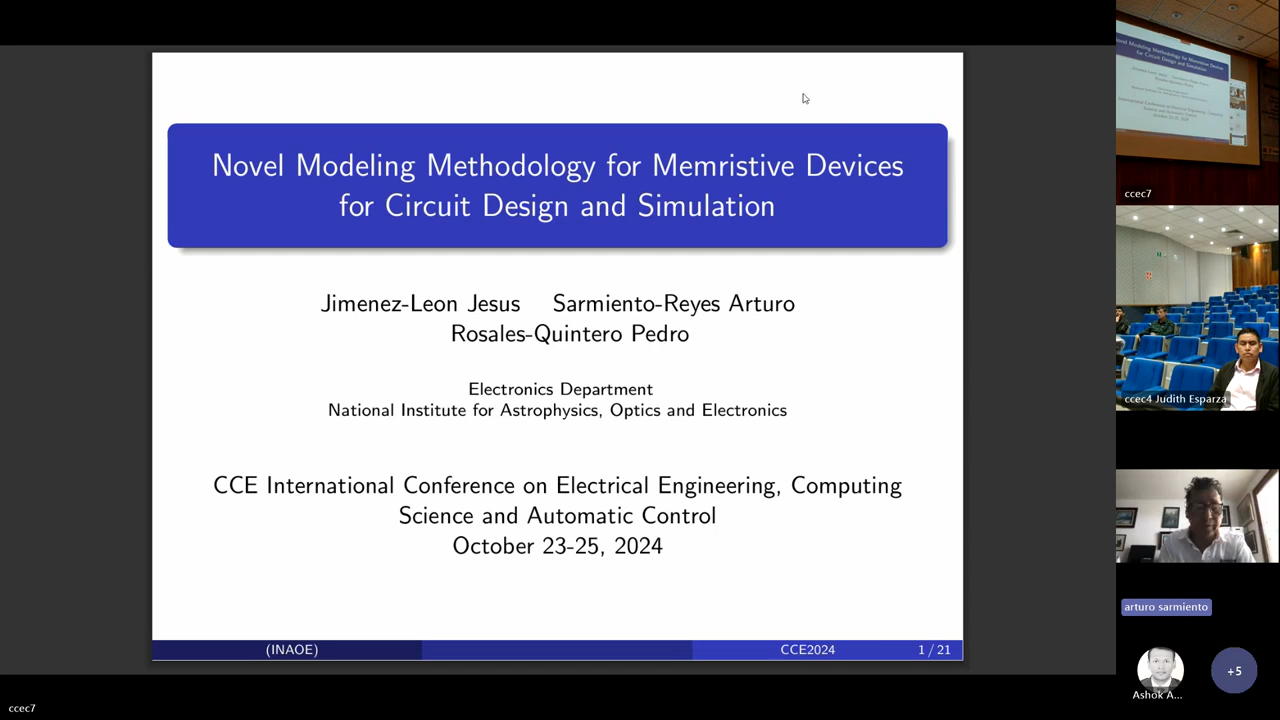 Novel Modeling Methodology for Memristive Devices
for Circuit Design and Simulation
Jimenez-Leon Jesus Sarmiento-Reyes Arturo
Rosales-Quintero Pedro
Electronics Department
National Institute for Astrophysics, Optics and Electronics
CCE International Conference on Electrical Engineering, Computing
Science and Automatic Control
October 23-25, 2024
(INAOE)
CCE2024
1 / 21
ccec7
ccec4 Judith Esparza
arturo sarmiento
Ashok A...
+5
ccec7